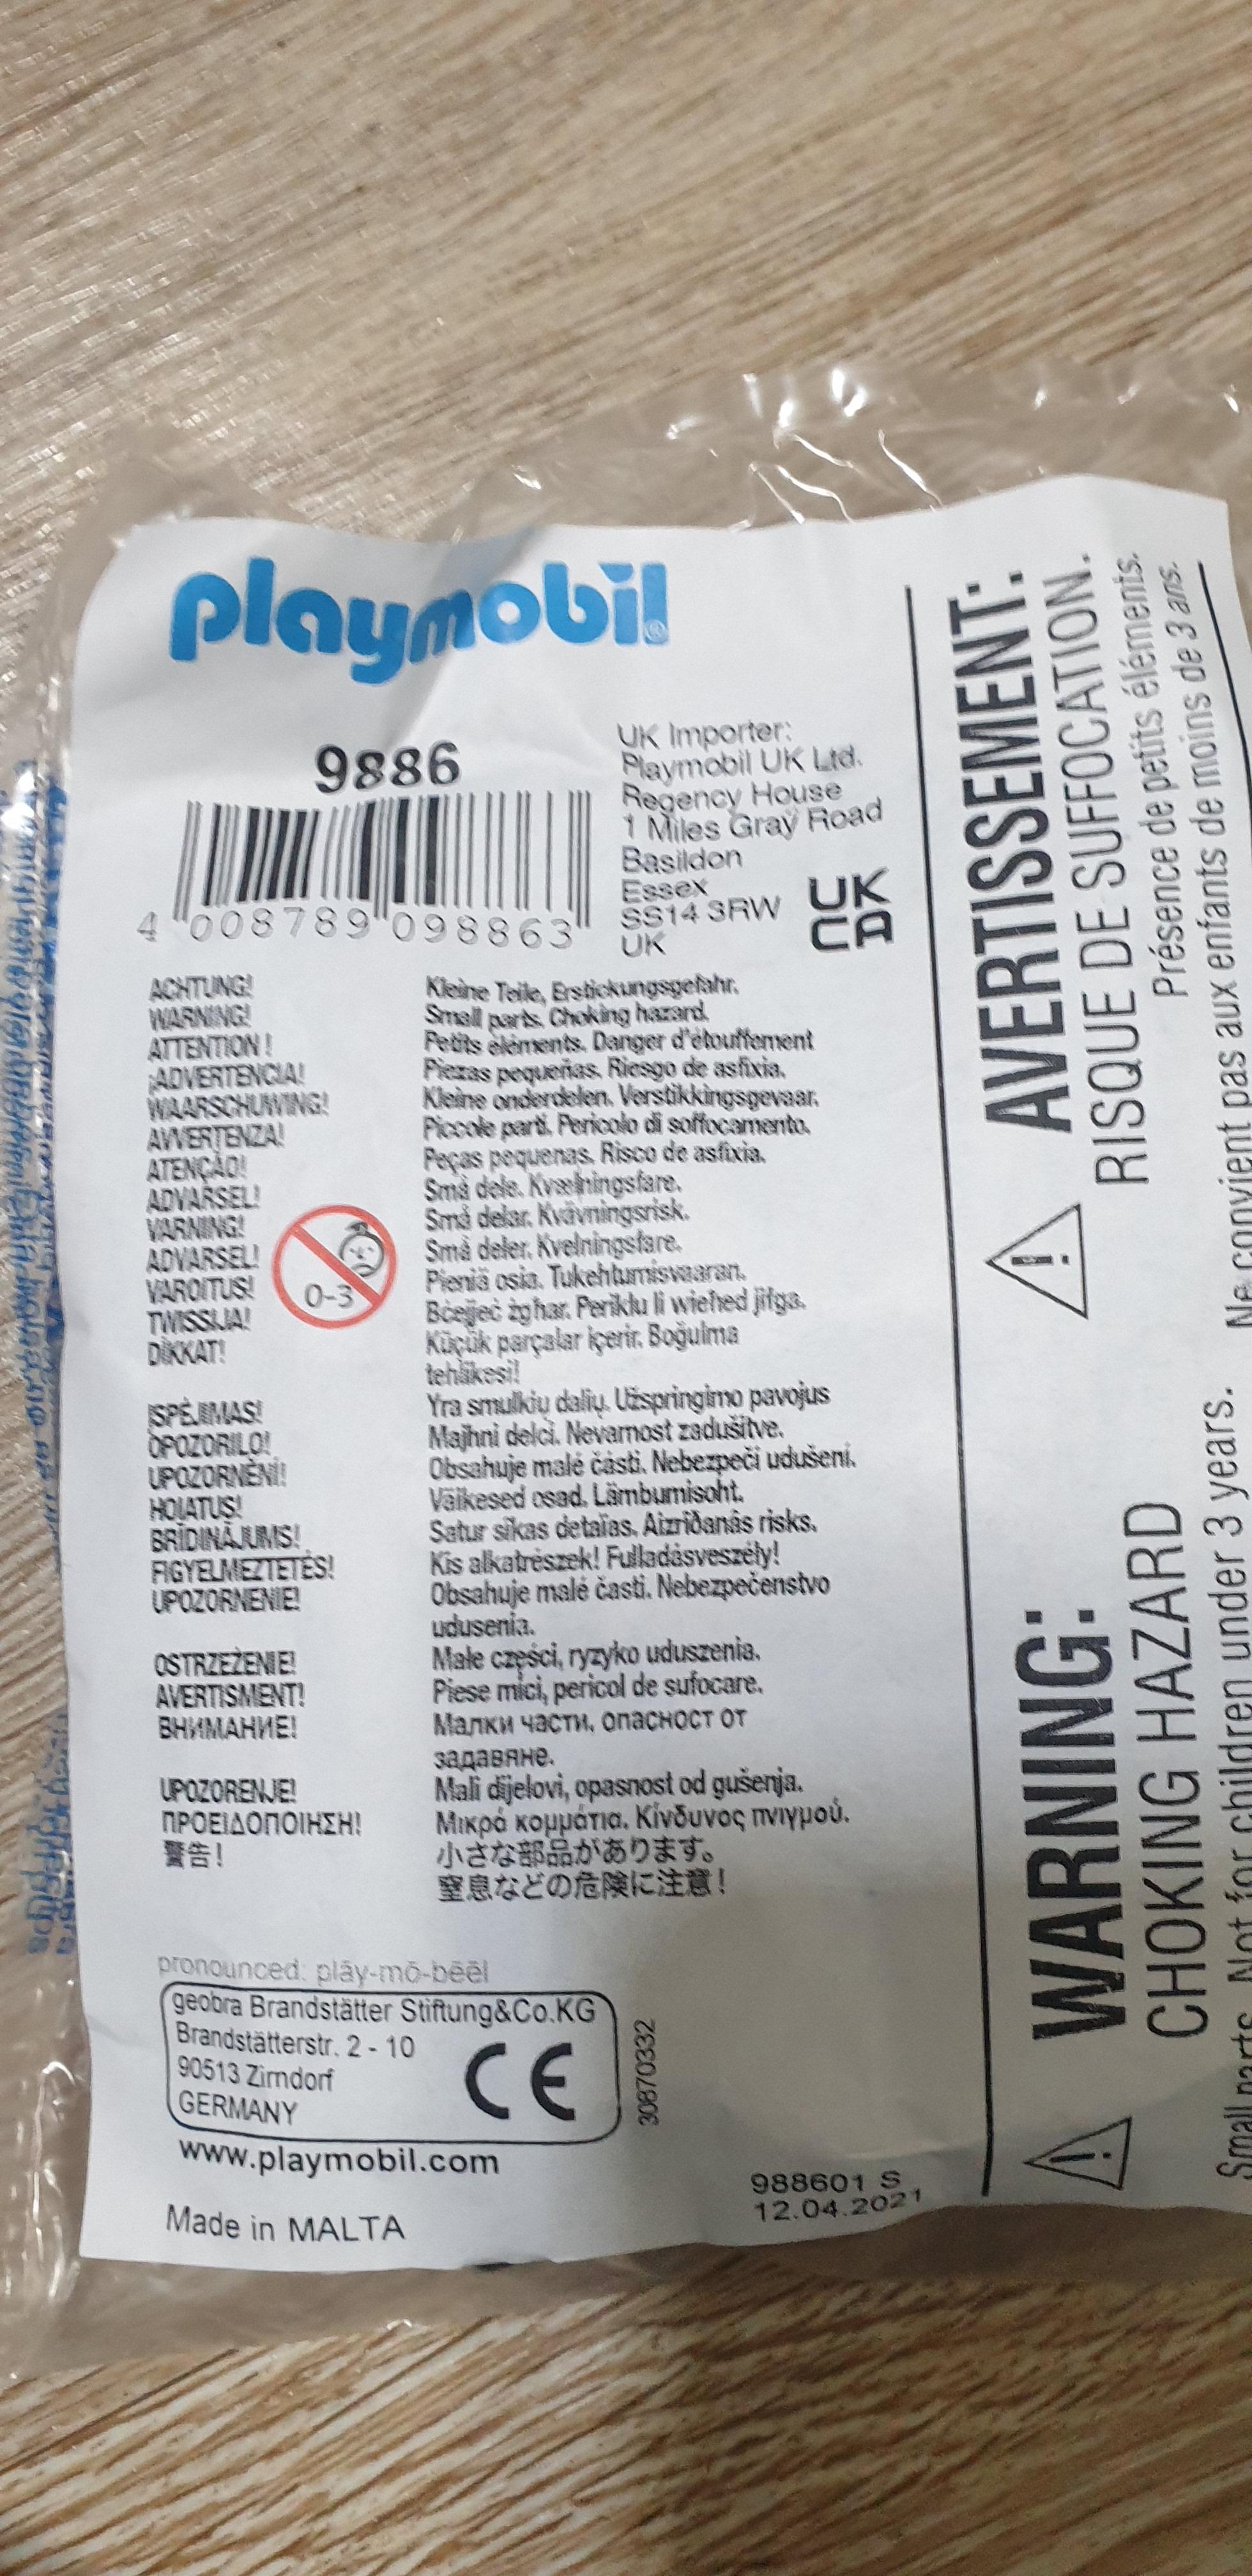 playmobil®
9886
4 008789 098863
UK Importer:
Playmobil UK Ltd.
Regency House
1 Miles Gray Road
Basildon
Essex
SS14 3RW
UK
UK
CA
ACHTUNG! Kleine Teile, Erstickungsgefahr.
WARNING! Small parts. Choking hazard.
ATTENTION ! Petits éléments. Danger d'étouffement
¡ADVERTENCIA! Piezas pequeñas. Riesgo de asfixia.
WAARSCHUWING! Kleine onderdelen. Verstikkingsgevaar.
AVVERTENZA! Piccole parti. Pericolo di soffocamento.
ATENÇÃO! Peças pequenas. Risco de asfixia.
ADVARSEL! Små dele. Kvælningsfare.
VARNING! Små delar. Kvävningsrisk.
ADVARSEL! Små deler. Kvelningsfare.
VAROITUS! Pieniä osia. Tukehtumisvaaran.
TWISSIJA! Bċejjeċ żgħar. Periklu li wieħed jifga.
DİKKAT! Küçük parçalar içerir. Boğulma
tehlikesi!
0-3
ĮSPĖJIMAS! Yra smulkių dalių. Užspringimo pavojus
OPOZORILO! Majhni delci. Nevarnost zadušitve.
UPOZORNĚNÍ! Obsahuje malé části. Nebezpečí udušení.
HOIATUS! Väikesed osad. Lämbumisoht.
BRĪDINĀJUMS! Satur sīkas detaïas. Aizriðanás risks.
FIGYELMEZTETÉS! Kis alkatrészek! Fulladásveszély!
UPOZORNENIE! Obsahuje malé časti. Nebezpečenstvo
udusenia.
OSTRZEŻENIE! Małe części, ryzyko uduszenia.
AVERTISMENT! Piese mici, pericol de sufocare.
ВНИМАНИЕ! Малки части. опасност от
задавяне.
UPOZORENJE! Mali dijelovi, opasnost od gušenja.
ΠΡΟΕΙΔΟΠΟΙΗΣΗ! Μικρά κομμάτια. Κίνδυνος πνιγμού.
警告! 小さな部品があります。
窒息などの危険に注意!
pronounced: plāy-mō-bēēl
geobra Brandstätter Stiftung&Co.KG
Brandstätterstr. 2 - 10
90513 Zirndorf
GERMANY
CE
30870332
www.playmobil.com
Made in MALTA
988601 S
12.04.2021
AVERTISSEMENT:
RISQUE DE SUFFOCATION.
Présence de petits éléments.
Ne convient pas aux enfants de moins de 3 ans.
WARNING:
CHOKING HAZARD
Small parts. Not for children under 3 years.